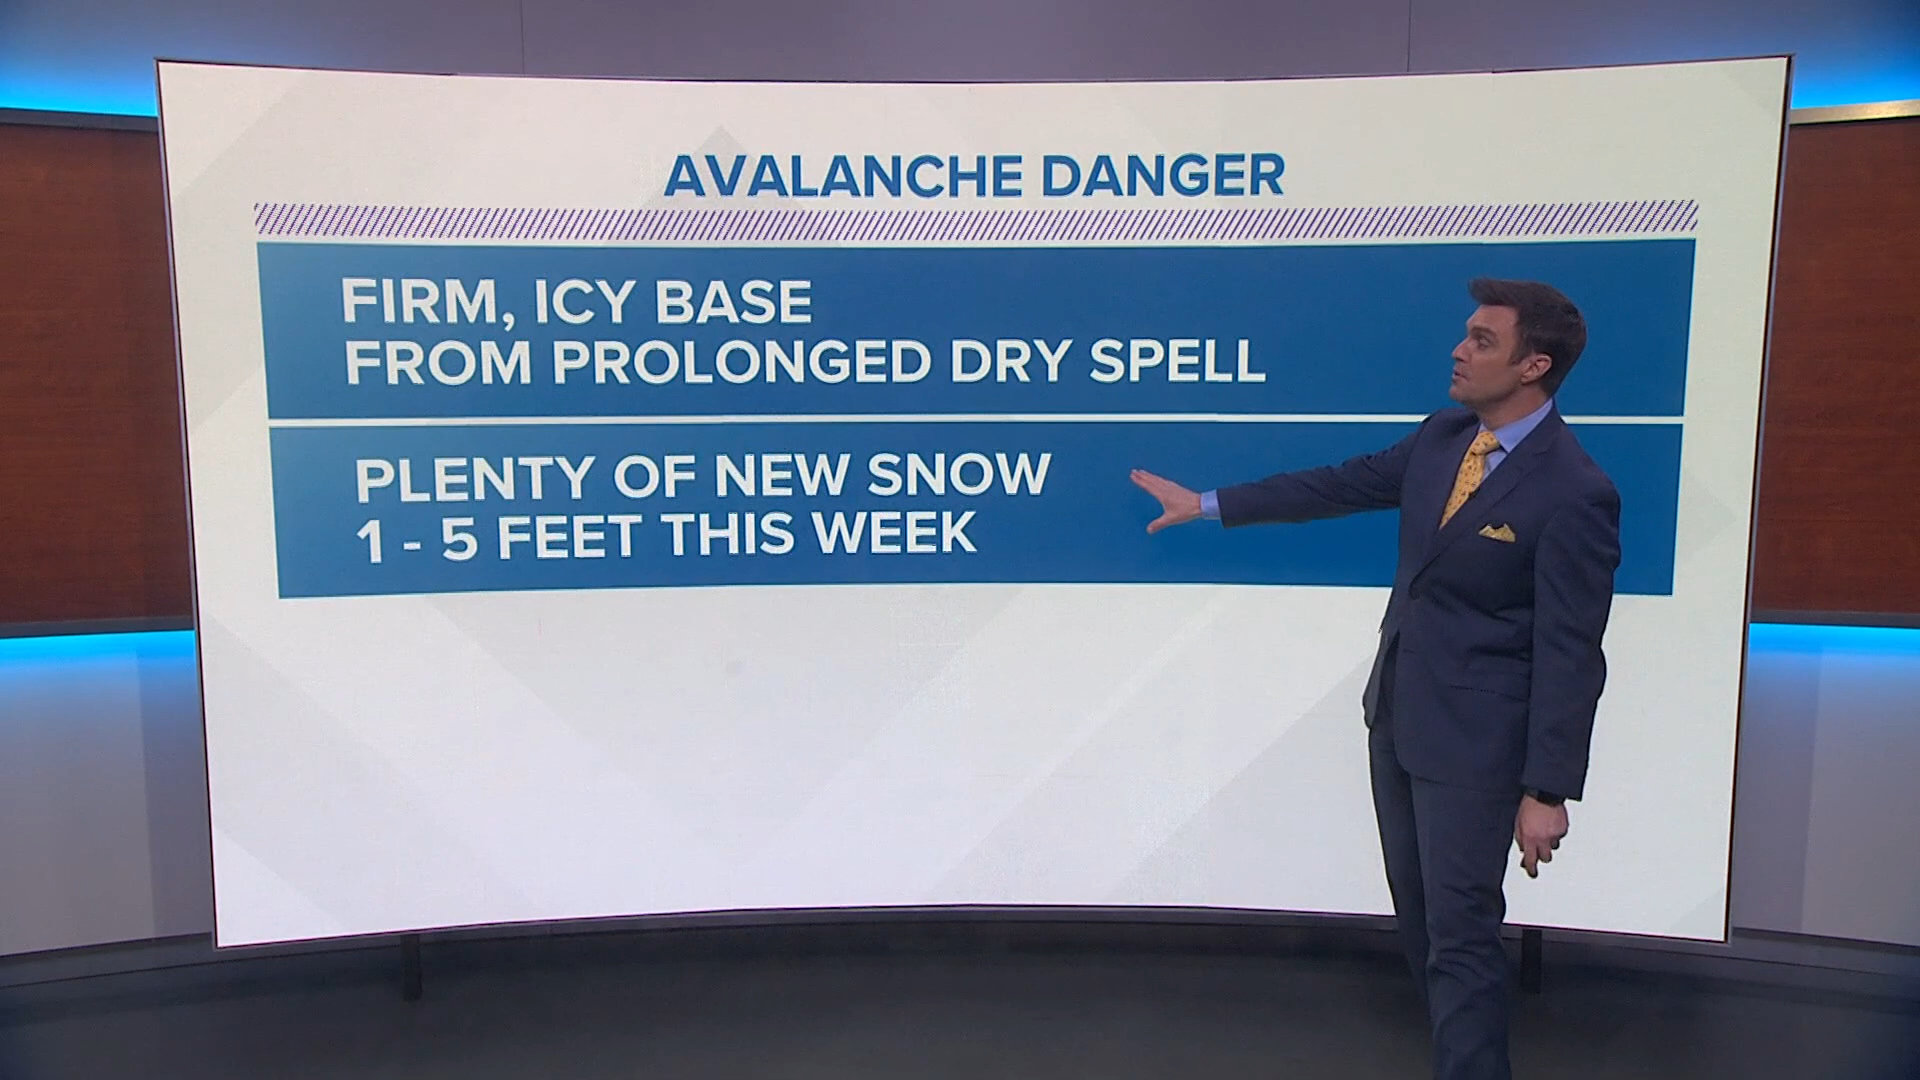 AVALANCHE DANGER
FIRM, ICY BASE
FROM PROLONGED DRY SPELL
PLENTY OF NEW SNOW
1 - 5 FEET THIS WEEK